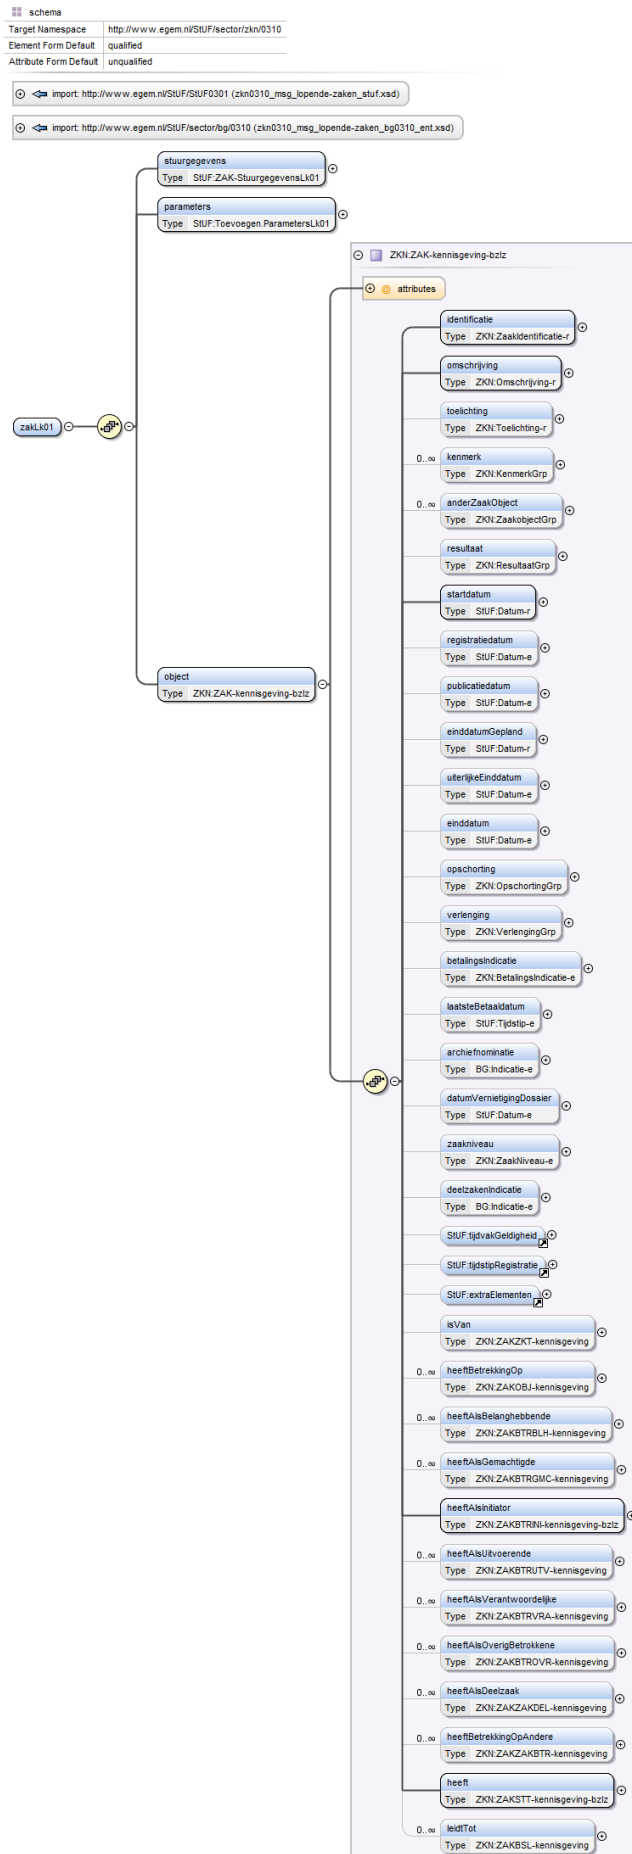 schema
Target Namespace http://www.egem.nl/StUF/sector/zkn/0310
Element Form Default qualified
Attribute Form Default unqualified
import: http://www.egem.nl/StUF/StUF0301 (zkn0310_msg_lopende-zaken_stuf.xsd)
import: http://www.egem.nl/StUF/sector/bg/0310 (zkn0310_msg_lopende-zaken_bg0310_ent.xsd)
stuurgegevens
Type StUF:ZAK-StuurgegevensLk01
parameters
Type StUF:Toevoegen.ParametersLk01
ZKN:ZAK-kennisgeving-bzlz
@ attributes
identificatie
Type ZKN:ZaakIdentificatie-r
omschrijving
Type ZKN:Omschrijving-r
toelichting
Type ZKN:Toelichting-r
zakLk01
0..∞ kenmerk
Type ZKN:KenmerkGrp
0..∞ anderZaakObject
Type ZKN:ZaakobjectGrp
resultaat
Type ZKN:ResultaatGrp
startdatum
Type StUF:Datum-r
registratiedatum
Type StUF:Datum-e
object
Type ZKN:ZAK-kennisgeving-bzlz
publicatiedatum
Type StUF:Datum-e
einddatumGepland
Type StUF:Datum-r
uiterlijkeEinddatum
Type StUF:Datum-e
einddatum
Type StUF:Datum-e
opschorting
Type ZKN:OpschortingGrp
verlenging
Type ZKN:VerlengingGrp
betalingsIndicatie
Type ZKN:BetalingsIndicatie-e
laatsteBetaaldatum
Type StUF:Tijdstip-e
archiefnominatie
Type BG:Indicatie-e
datumVernietigingDossier
Type StUF:Datum-e
zaakniveau
Type ZKN:ZaakNiveau-e
deelzakenIndicatie
Type BG:Indicatie-e
StUF:tijdvakGeldigheid
StUF:tijdstipRegistratie
StUF:extraElementen
isVan
Type ZKN:ZAKZKT-kennisgeving
0..∞ heeftBetrekkingOp
Type ZKN:ZAKOBJ-kennisgeving
0..∞ heeftAlsBelanghebbende
Type ZKN:ZAKBTRBLH-kennisgeving
0..∞ heeftAlsGemachtigde
Type ZKN:ZAKBTRGMC-kennisgeving
heeftAlsInitiator
Type ZKN:ZAKBTRINI-kennisgeving-bzlz
0..∞ heeftAlsUitvoerende
Type ZKN:ZAKBTRUTV-kennisgeving
0..∞ heeftAlsVerantwoordelijke
Type ZKN:ZAKBTRVRA-kennisgeving
0..∞ heeftAlsOverigBetrokkene
Type ZKN:ZAKBTROVR-kennisgeving
0..∞ heeftAlsDeelzaak
Type ZKN:ZAKZAKDEL-kennisgeving
0..∞ heeftBetrekkingOpAndere
Type ZKN:ZAKZAKBTR-kennisgeving
heeft
Type ZKN:ZAKSTT-kennisgeving-bzlz
0..∞ leidtTot
Type ZKN:ZAKBSL-kennisgeving